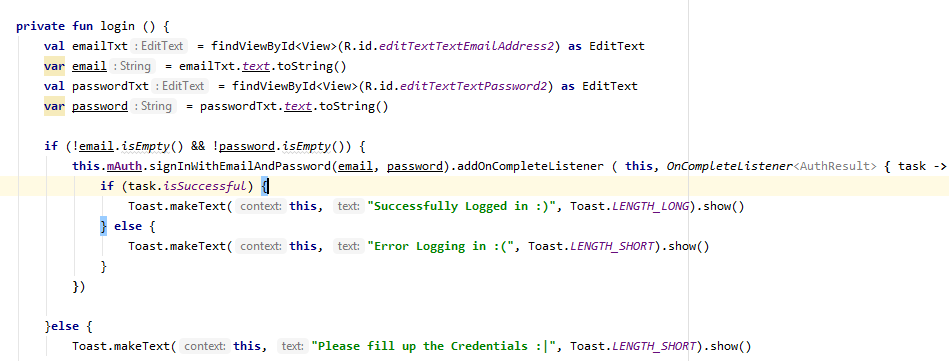 private fun login () {
val emailTxt : EditText = findViewById<View>(R.id.editTextTextEmailAddress2) as EditText
var email : String = emailTxt.text.toString()
val passwordTxt : EditText = findViewById<View>(R.id.editTextTextPassword2) as EditText
var password : String = passwordTxt.text.toString()
if (!email.isEmpty() && !password.isEmpty()) {
this.mAuth.signInWithEmailAndPassword(email, password).addOnCompleteListener ( this, OnCompleteListener<AuthResult> { task ->
if (task.isSuccessful) {
Toast.makeText( context: this, text: "Successfully Logged in :)", Toast.LENGTH_LONG).show()
} else {
Toast.makeText( context: this, text: "Error Logging in :(", Toast.LENGTH_SHORT).show()
}
})
}else {
Toast.makeText( context: this, text: "Please fill up the Credentials :|", Toast.LENGTH_SHORT).show()